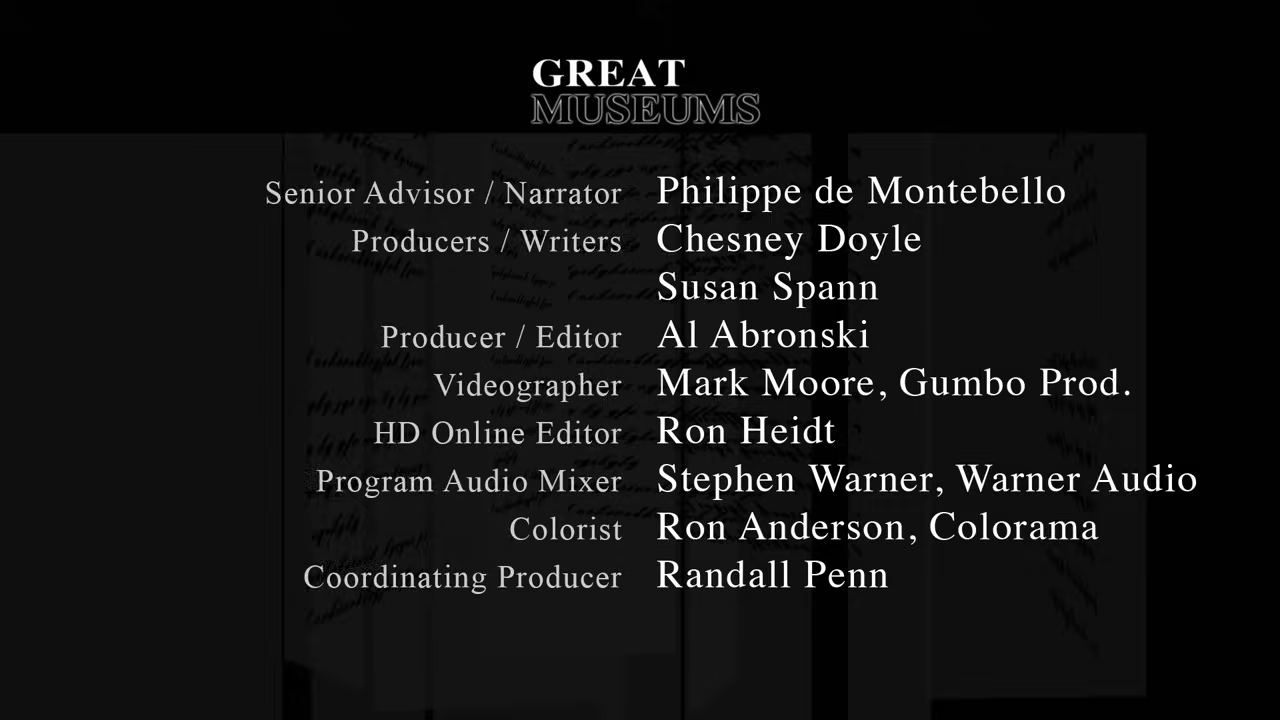 GREAT
MUSEUMS
Senior Advisor / Narrator Philippe de Montebello
Producers / Writers Chesney Doyle
Susan Spann
Producer / Editor Al Abronski
Videographer Mark Moore, Gumbo Prod.
HD Online Editor Ron Heidt
Program Audio Mixer Stephen Warner, Warner Audio
Colorist Ron Anderson, Colorama
Coordinating Producer Randall Penn